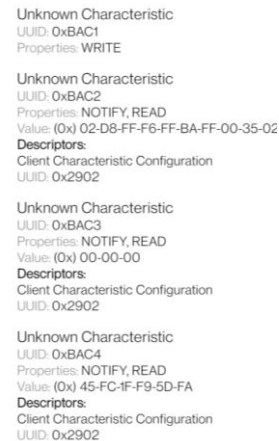 Unknown Characteristic
UUID: 0xBAC1
Properties: WRITE
Unknown Characteristic
UUID: 0xBAC2
Properties: NOTIFY, READ
Value: (0x) 02-D8-FF-F6-FF-BA-FF-00-35-02
Descriptors:
Client Characteristic Configuration
UUID: 0x2902
Unknown Characteristic
UUID: 0xBAC3
Properties: NOTIFY, READ
Value: (0x) 00-00-00
Descriptors:
Client Characteristic Configuration
UUID: 0x2902
Unknown Characteristic
UUID: 0xBAC4
Properties: NOTIFY, READ
Value: (0x) 45-FC-1F-F9-5D-FA
Descriptors:
Client Characteristic Configuration
UUID: 0x2902